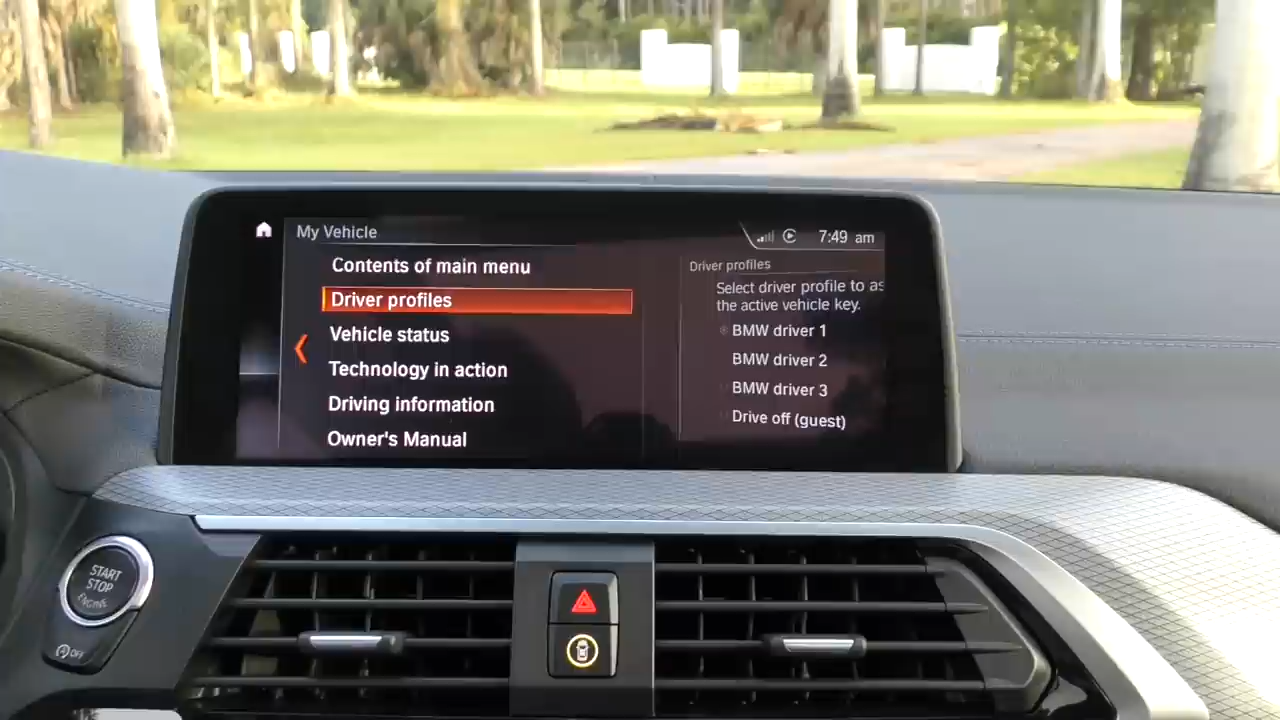 My Vehicle
7:49 am
Contents of main menu
Driver profiles
Vehicle status
Technology in action
Driving information
Owner's Manual
Driver profiles
Select driver profile to as
the active vehicle key.
BMW driver 1
BMW driver 2
BMW driver 3
Drive off (guest)
START
STOP
ENGINE
OFF